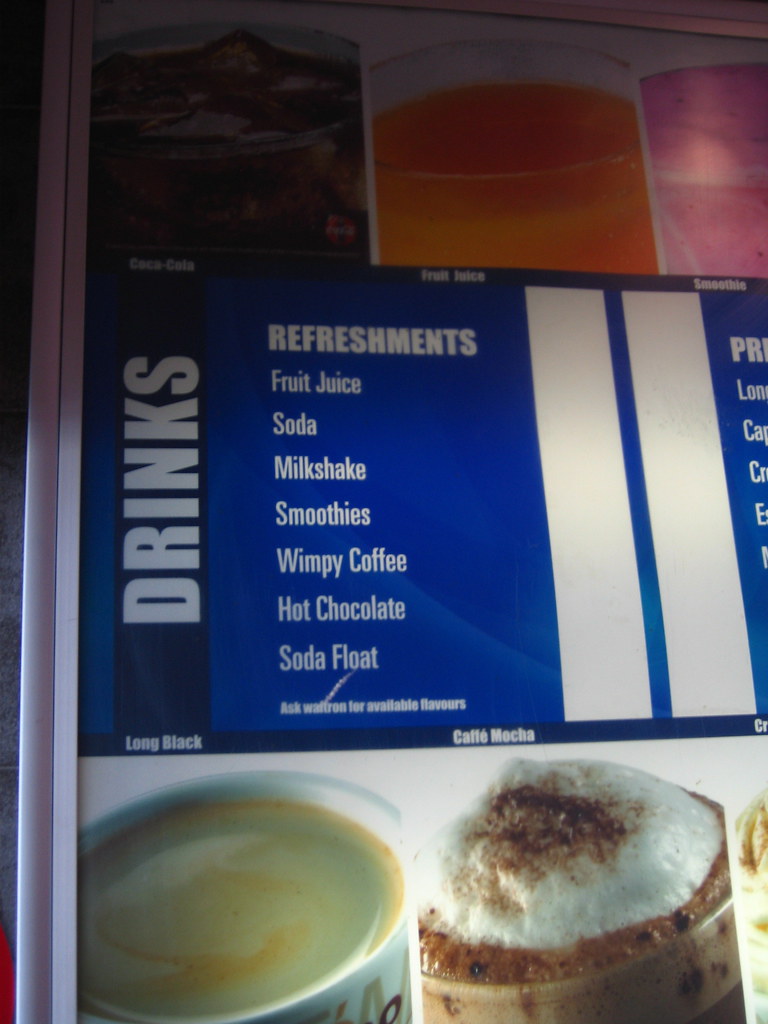 Coca-Cola
Fruit Juice
Smoothie
DRINKS
REFRESHMENTS
Fruit Juice
Soda
Milkshake
Smoothies
Wimpy Coffee
Hot Chocolate
Soda Float
Ask waitron for available flavours
Long Black
Caffé Mocha